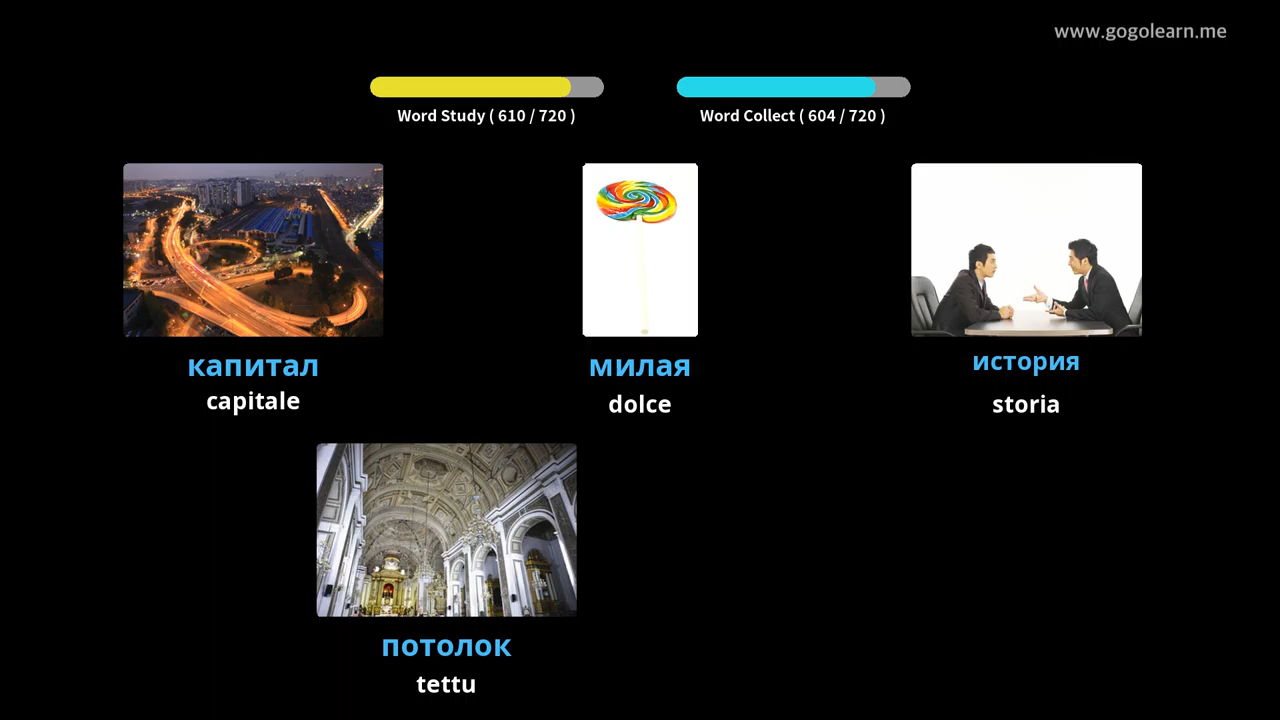 www.gogolearn.me
Word Study ( 610 / 720 )
Word Collect ( 604 / 720 )
капитал
capitale
милая
dolce
история
storia
потолок
tettu